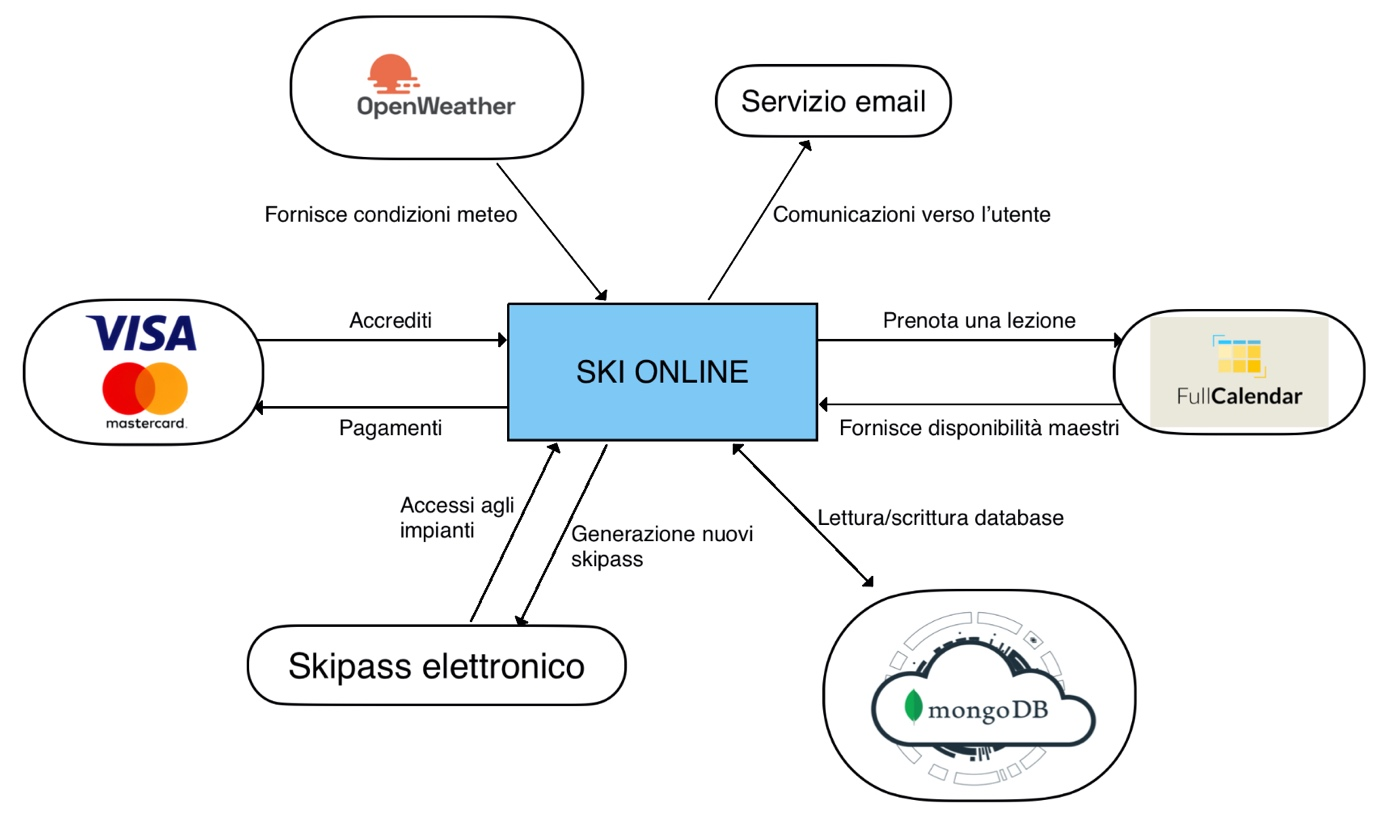 OpenWeather
Servizio email
Fornisce condizioni meteo
Comunicazioni verso l'utente
VISA
mastercard.
Accrediti
Pagamenti
SKI ONLINE
Prenota una lezione
Fornisce disponibilità maestri
FullCalendar
Accessi agli
impianti
Generazione nuovi
skipass
Lettura/scrittura database
Skipass elettronico
mongoDB